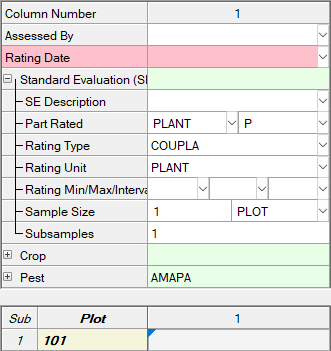 Column Number 1
Assessed By
Rating Date
Standard Evaluation (SE
SE Description
Part Rated PLANT P
Rating Type COUPLA
Rating Unit PLANT
Rating Min/Max/Interva
Sample Size 1 PLOT
Subsamples 1
Crop
Pest AMAPA
Sub Plot 1
1 101